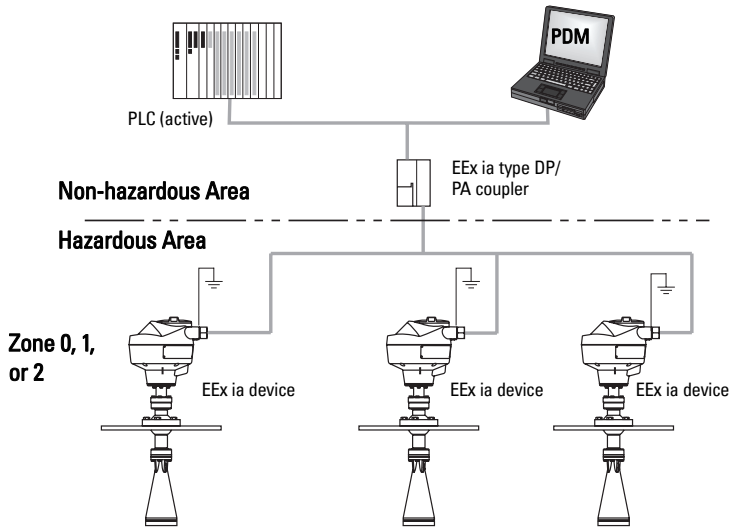 PDM
PLC (active)
EEx ia type DP/
PA coupler
Non-hazardous Area
Hazardous Area
Zone 0, 1,
or 2
EEx ia device
EEx ia device
EEx ia device